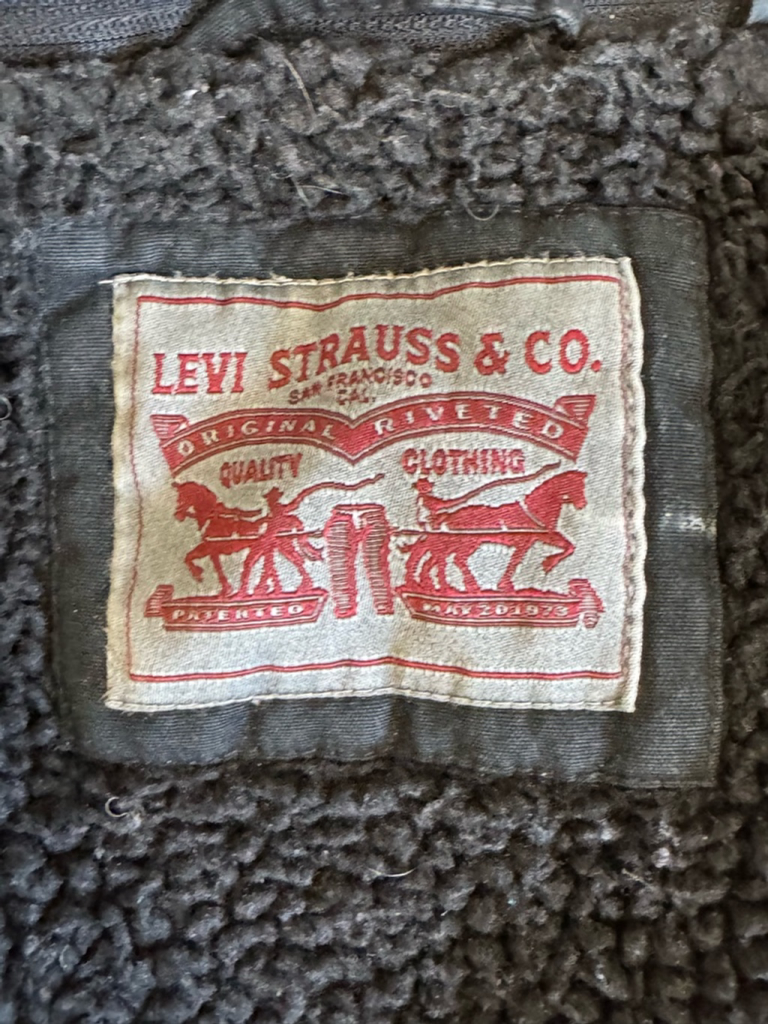 LEVI STRAUSS & CO.
SAN FRANCISCO
CAL.
ORIGINAL RIVETED
QUALITY CLOTHING
PATENTED MAY 20 1873